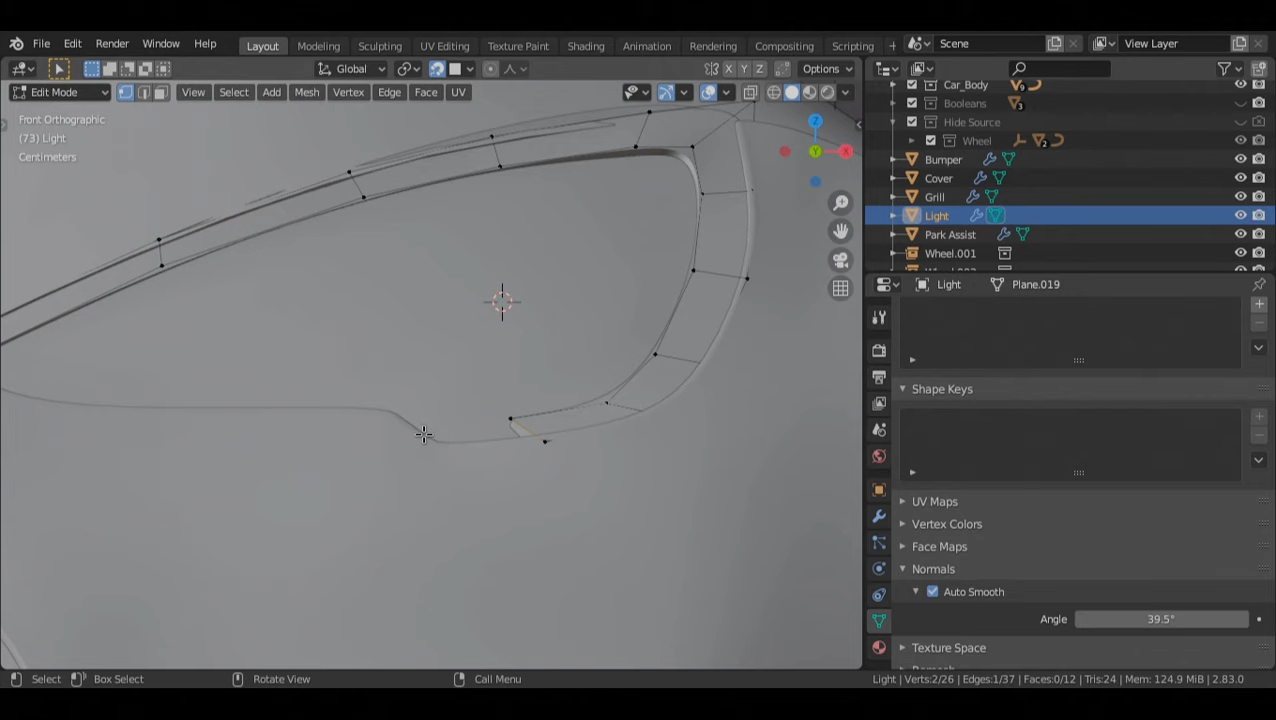 File Edit Render Window Help Layout Modeling Sculpting UV Editing Texture Paint Shading Animation Rendering Compositing Scripting + Scene View Layer
Global X Y Z Options
Edit Mode View Select Add Mesh Vertex Edge Face UV
Front Orthographic
(73) Light
Centimeters
Z
Y
X
Car_Body 9
Booleans 3
Hide Source
Wheel 2
Bumper
Cover
Grill
Light
Park Assist
Wheel.001
Light Plane.019
Shape Keys
UV Maps
Vertex Colors
Face Maps
Normals
Auto Smooth
Angle 39.5°
Texture Space
Select Box Select Rotate View Call Menu Light | Verts:2/26 | Edges:1/37 | Faces:0/12 | Tris:24 | Mem: 124.9 MiB | 2.83.0